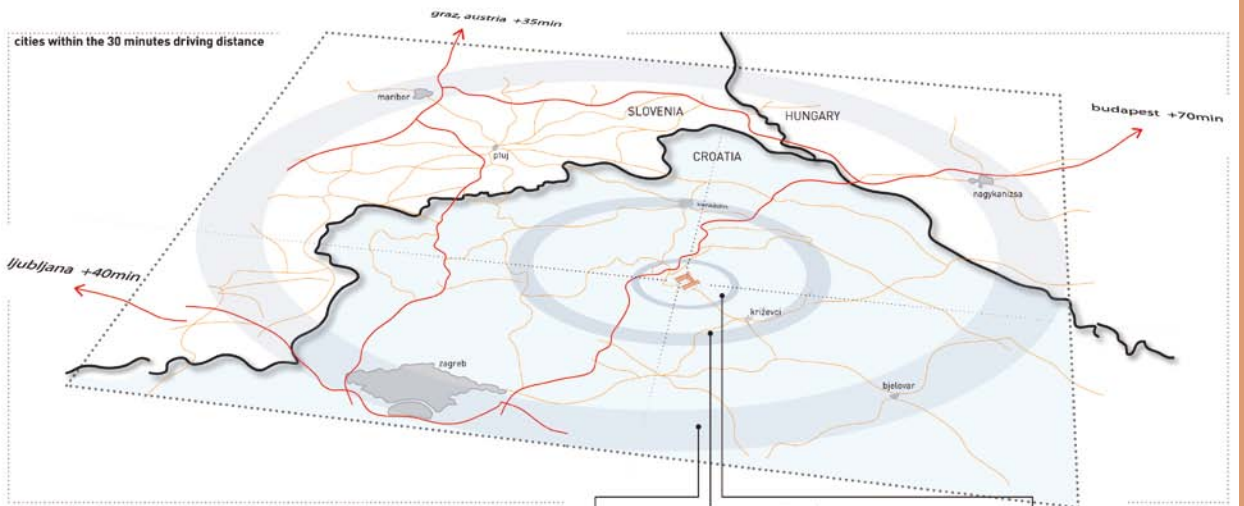 graz, austria +35min
cities within the 30 minutes driving distance
maribor
SLOVENIA
HUNGARY
budapest +70min
ptuj
CROATIA
nagykanizsa
varaždin
ljubljana +40min
križevci
zagreb
bjelovar